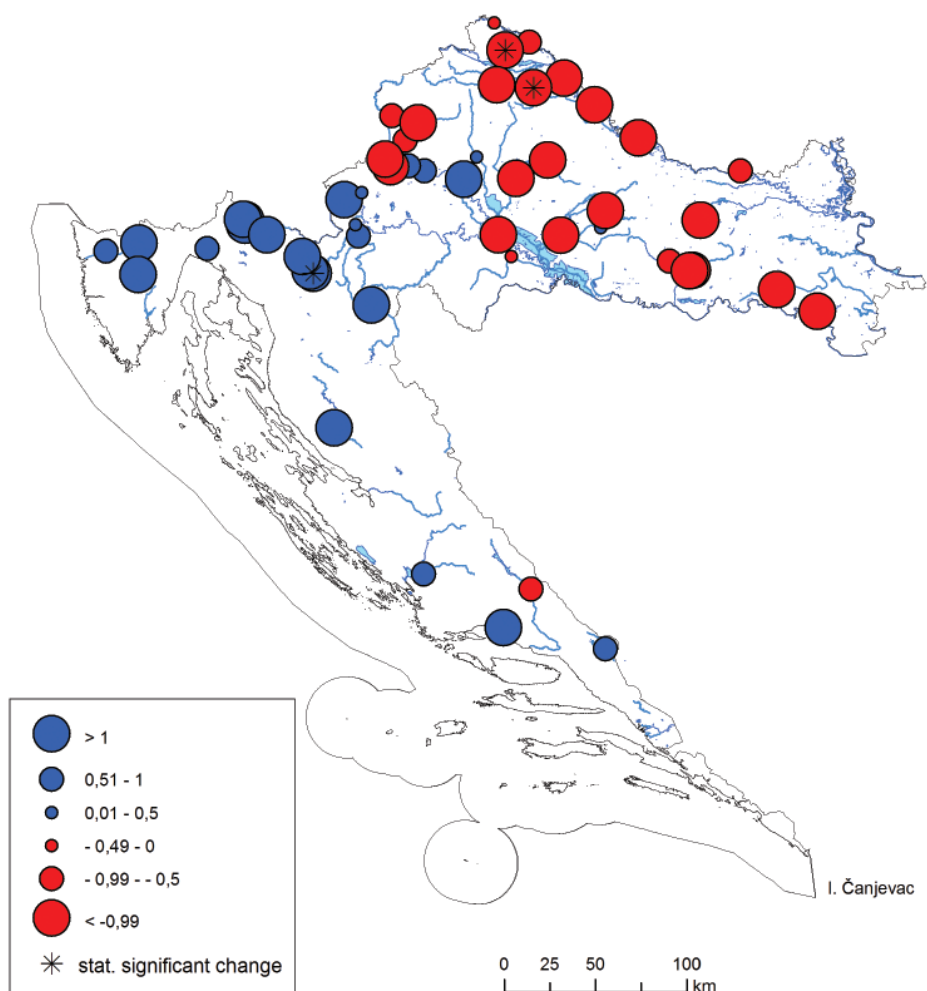 I. Čanjevac
> 1
0,51 - 1
0,01 - 0,5
- 0,49 - 0
- 0,99 - - 0,5
< -0,99
stat. significant change
0 25 50 100
km